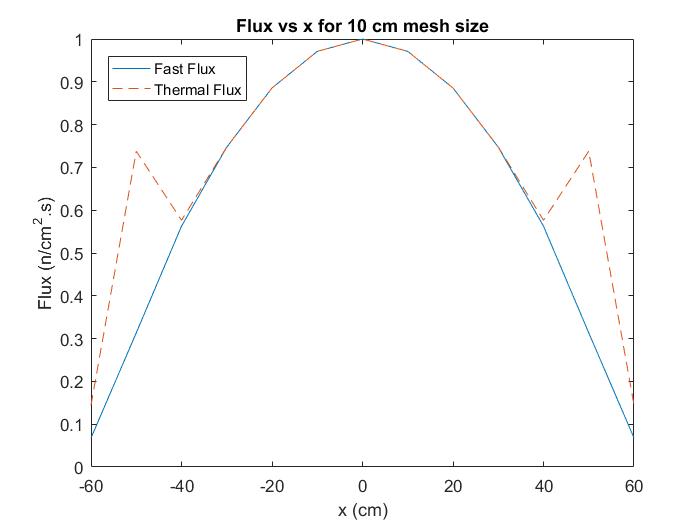 Flux vs x for 10 cm mesh size
Fast Flux
Thermal Flux
Flux (n/cm².s)
1
0.9
0.8
0.7
0.6
0.5
0.4
0.3
0.2
0.1
0
-60 -40 -20 0 20 40 60
x (cm)